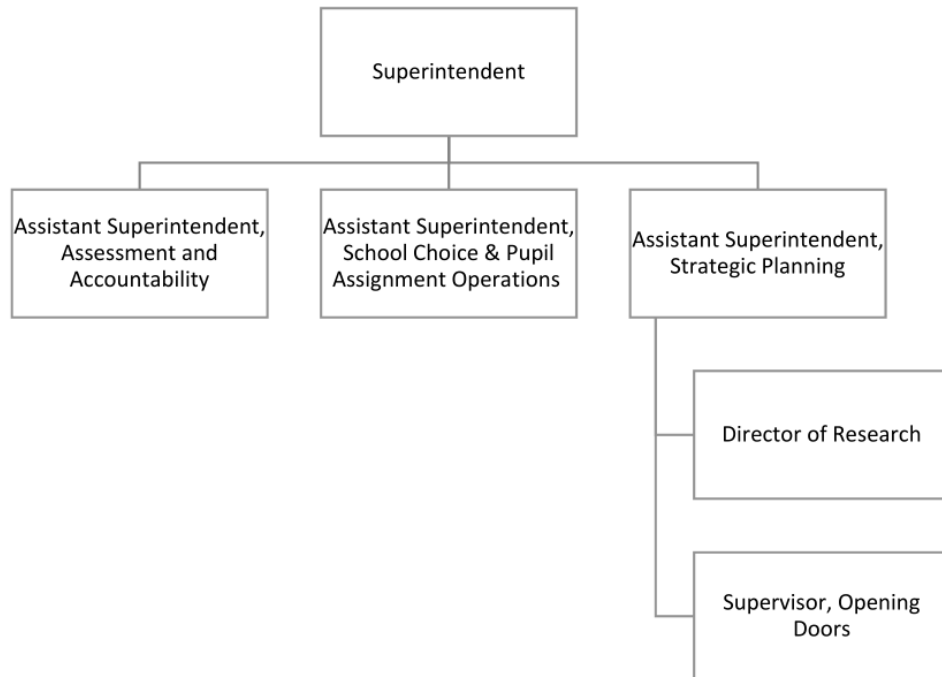 Superintendent
Assistant Superintendent,
Assessment and
Accountability
Assistant Superintendent,
School Choice & Pupil
Assignment Operations
Assistant Superintendent,
Strategic Planning
Director of Research
Supervisor, Opening
Doors